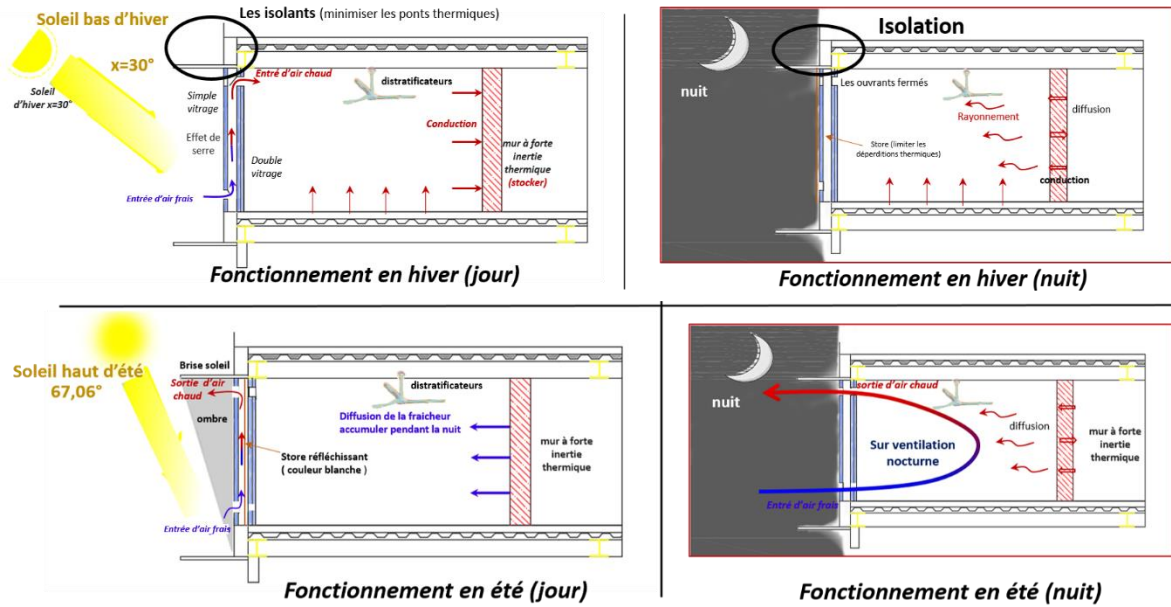 Soleil bas d'hiver
x=30°
Soleil
d'hiver x=30°
Les isolants (minimiser les ponts thermiques)
Entré d'air chaud
Simple
vitrage
Effet de
serre
Double
vitrage
Entrée d'air frais
distratificateurs
Conduction
mur à forte
inertie
thermique
(stocker)
Fonctionnement en hiver (jour)
Isolation
nuit
Les ouvrants fermés
Rayonnement
diffusion
Store (limiter les
déperditions thermiques)
conduction
Fonctionnement en hiver (nuit)
Soleil haut d'été
67,06°
Brise soleil
Sortie d'air
chaud
ombre
Store réfléchissant
( couleur blanche )
Entrée d'air frais
distratificateurs
Diffusion de la fraicheur
accumuler pendant la nuit
mur à forte
inertie
thermique
Fonctionnement en été (jour)
nuit
sortie d'air chaud
diffusion
Sur ventilation
nocturne
mur à forte
inertie
thermique
Entré d'air frais
Fonctionnement en été (nuit)